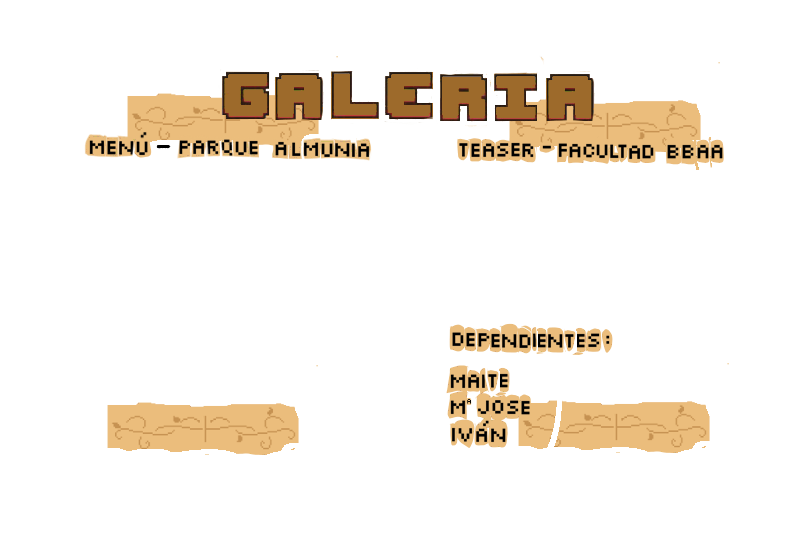 GALERIA
MENÚ - PARQUE ALMUNIA
TEASER - FACULTAD BBAA
DEPENDIENTES:
MAITE
Mª JOSE
IVÁN